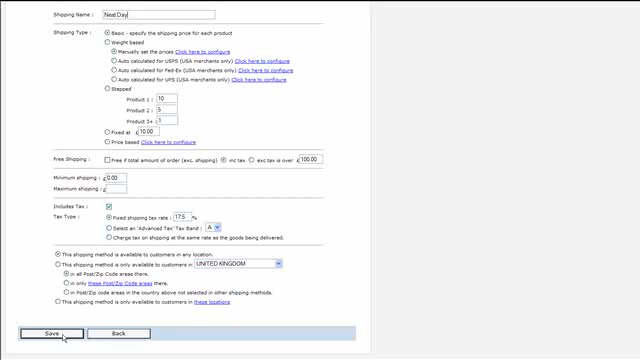 Shipping Name : Next Day
Shipping Type : Basic - specify the shipping price for each product
Weight based
Manually set the prices Click here to configure
Auto calculated for USPS (USA merchants only) Click here to configure
Auto calculated for Fed-Ex (USA merchants only) Click here to configure
Auto calculated for UPS (USA merchants only) Click here to configure
Stepped
Product 1 : 10
Product 2 : 5
Product 3+ : 1
Fixed at £ 10.00
Price based Click here to configure
Free Shipping : Free if total amount of order (exc. shipping) inc tax exc tax is over £ 100.00
Minimum shipping : £ 0.00
Maximum shipping : £
Includes Tax :
Tax Type : Fixed shipping tax rate : 17.5 %
Select an 'Advanced Tax' Tax Band : A
Charge tax on shipping at the same rate as the goods being delivered.
This shipping method is available to customers in any location.
This shipping method is only available to customers in UNITED KINGDOM
in all Post/Zip Code areas there.
in only these Post/Zip Code areas there.
in Post/Zip code areas in the country above not selected in other shipping methods.
This shipping method is only available to customers in these locations
Save Back